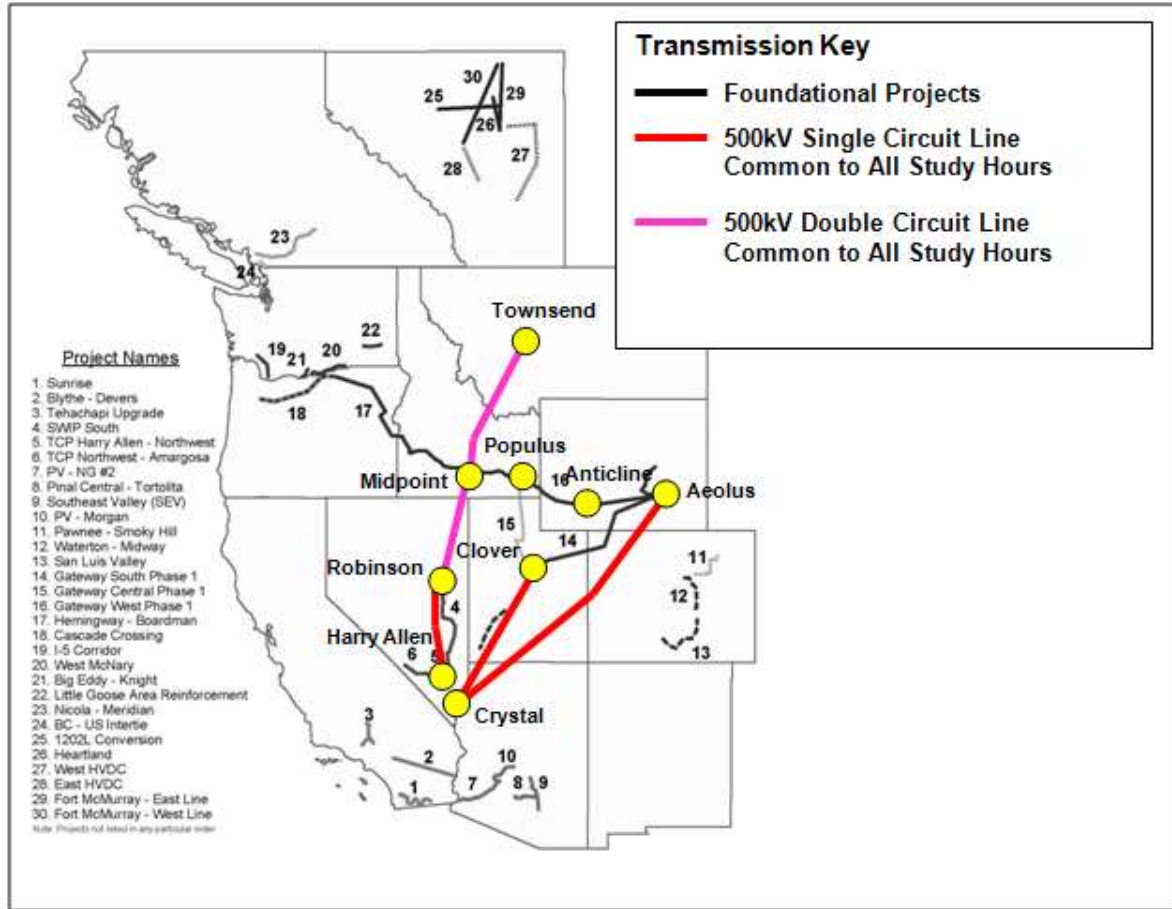 Transmission Key
Foundational Projects
500kV Single Circuit Line
Common to All Study Hours
500kV Double Circuit Line
Common to All Study Hours
30
25
29
26
27
28
23
24
Townsend
22
19
20
21
18
17
Populus
Midpoint
16
Anticline
Aeolus
15
Clover
14
11
Robinson
12
4
Harry Allen
6
5
13
Crystal
3
2
10
1
7
8
9
Project Names
1. Sunrise
2. Blythe - Devers
3. Tehachapi Upgrade
4. SWIP South
5. TCP Harry Allen - Northwest
6. TCP Northwest - Amargosa
7. PV - NG #2
8. Pinal Central - Tortolita
9. Southeast Valley (SEV)
10. PV - Morgan
11. Pawnee - Smoky Hill
12. Waterton - Midway
13. San Luis Valley
14. Gateway South Phase 1
15. Gateway Central Phase 1
16. Gateway West Phase 1
17. Hemingway - Boardman
18. Cascade Crossing
19. I-5 Corridor
20. West McNary
21. Big Eddy - Knight
22. Little Goose Area Reinforcement
23. Nicola - Meridian
24. BC - US Intertie
25. 1202L Conversion
26. Heartland
27. West HVDC
28. East HVDC
29. Fort McMurray - East Line
30. Fort McMurray - West Line
Note: Projects not listed in any particular order